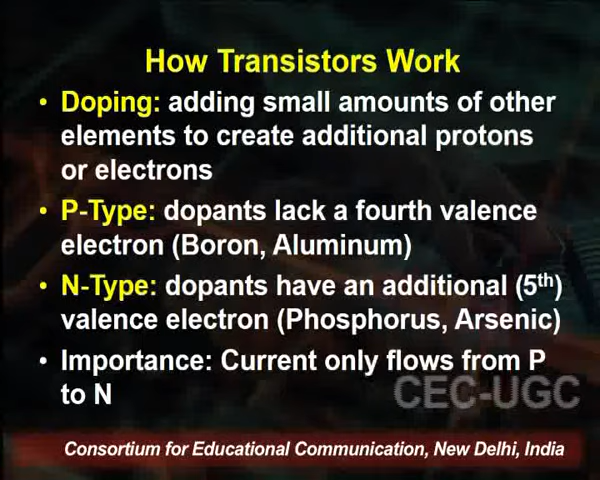 How Transistors Work
• Doping: adding small amounts of other
elements to create additional protons
or electrons
• P-Type: dopants lack a fourth valence
electron (Boron, Aluminum)
• N-Type: dopants have an additional (5th)
valence electron (Phosphorus, Arsenic)
• Importance: Current only flows from P
to N
CEC-UGC
Consortium for Educational Communication, New Delhi, India